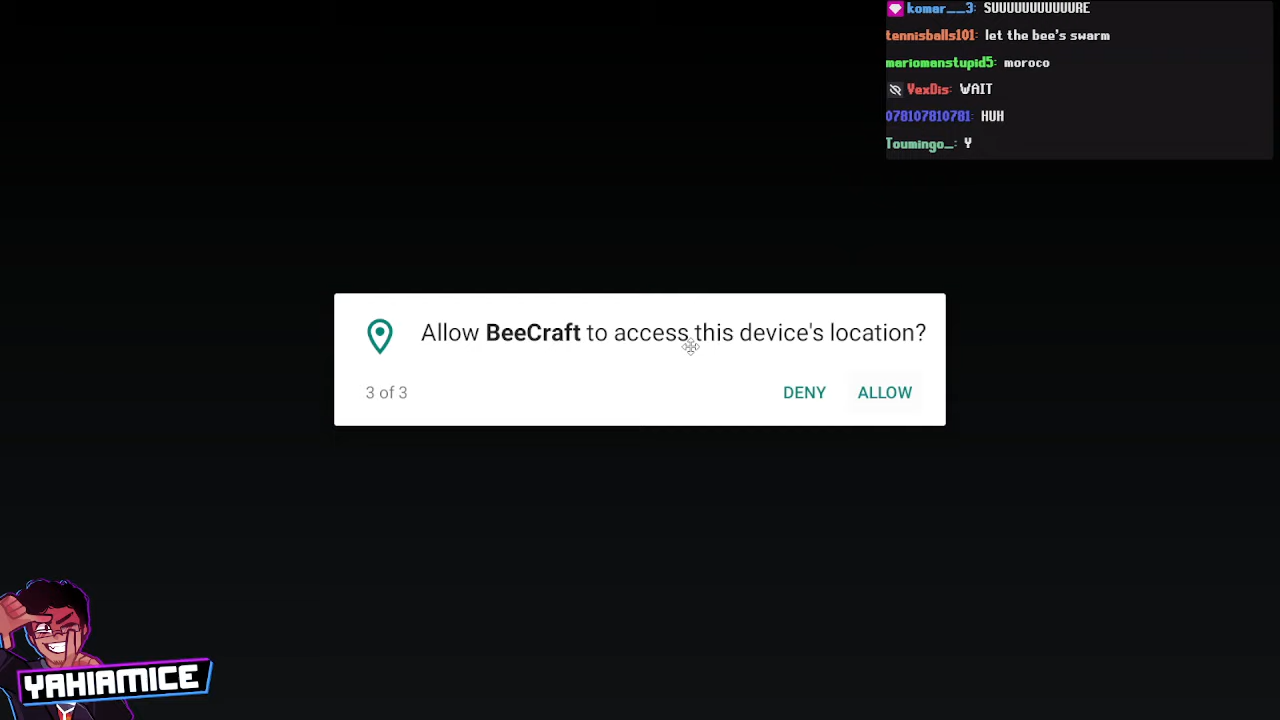 komar__3: SUUUUUUUUUUURE
tennisballs101: let the bee's swarm
mariomanstupid5: moroco
VexDis: WAIT
078107810781: HUH
Toumingo_: Y
Allow BeeCraft to access this device's location?
3 of 3
DENY
ALLOW
YAHIAMICE